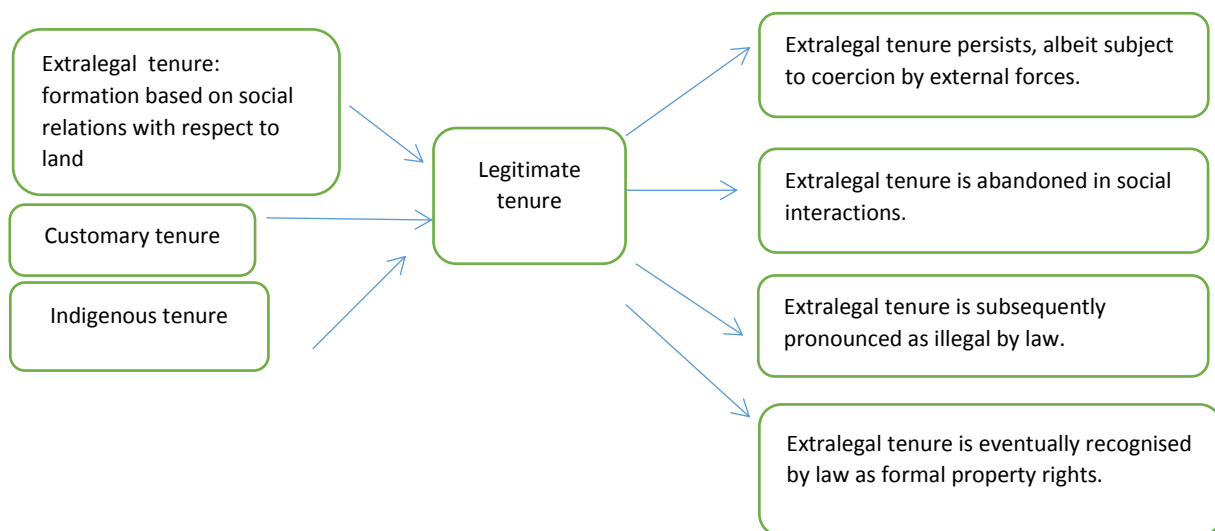 Extralegal tenure:
formation based on social
relations with respect to
land
Customary tenure
Indigenous tenure
Legitimate
tenure
Extralegal tenure persists, albeit subject
to coercion by external forces.
Extralegal tenure is abandoned in social
interactions.
Extralegal tenure is subsequently
pronounced as illegal by law.
Extralegal tenure is eventually recognised
by law as formal property rights.